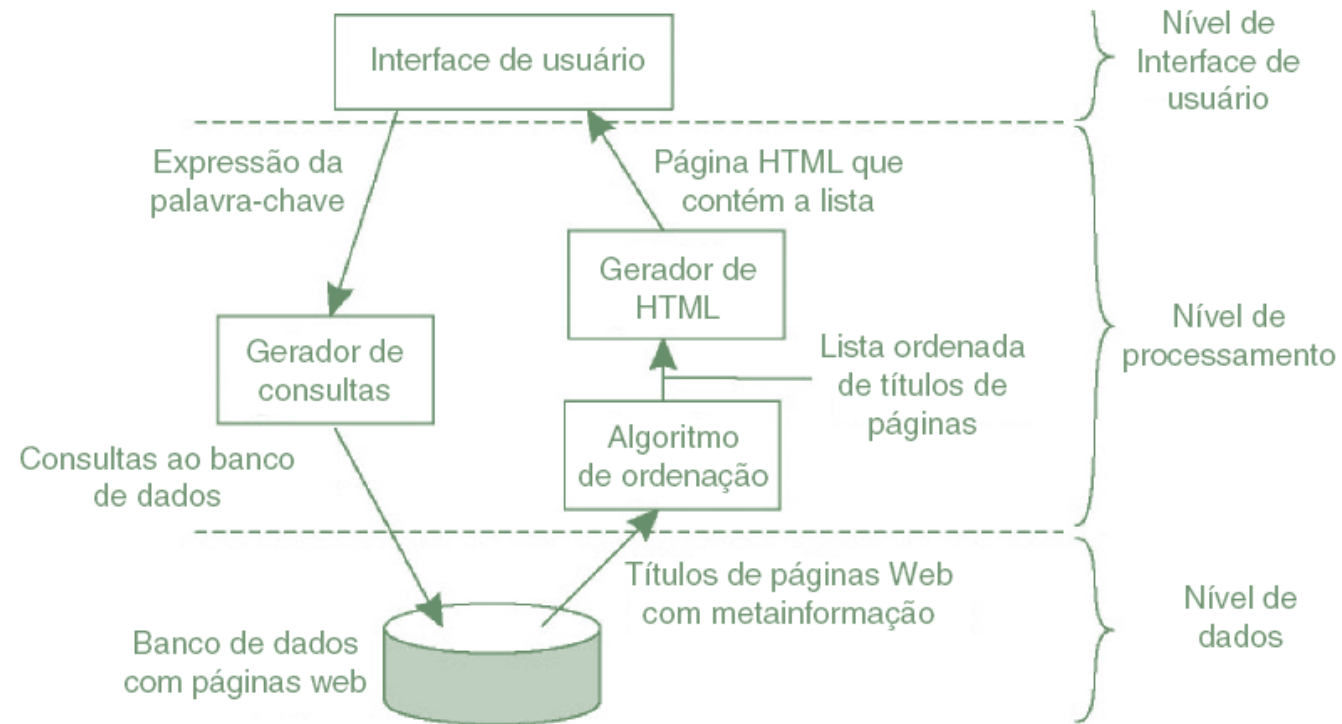 Interface de usuário
Nível de
Interface de
usuário
Expressão da
palavra-chave
Página HTML que
contém a lista
Gerador de
HTML
Gerador de
consultas
Lista ordenada
de títulos de
páginas
Nível de
processamento
Algoritmo
de ordenação
Consultas ao banco
de dados
Títulos de páginas Web
com metainformação
Banco de dados
com páginas web
Nível de
dados